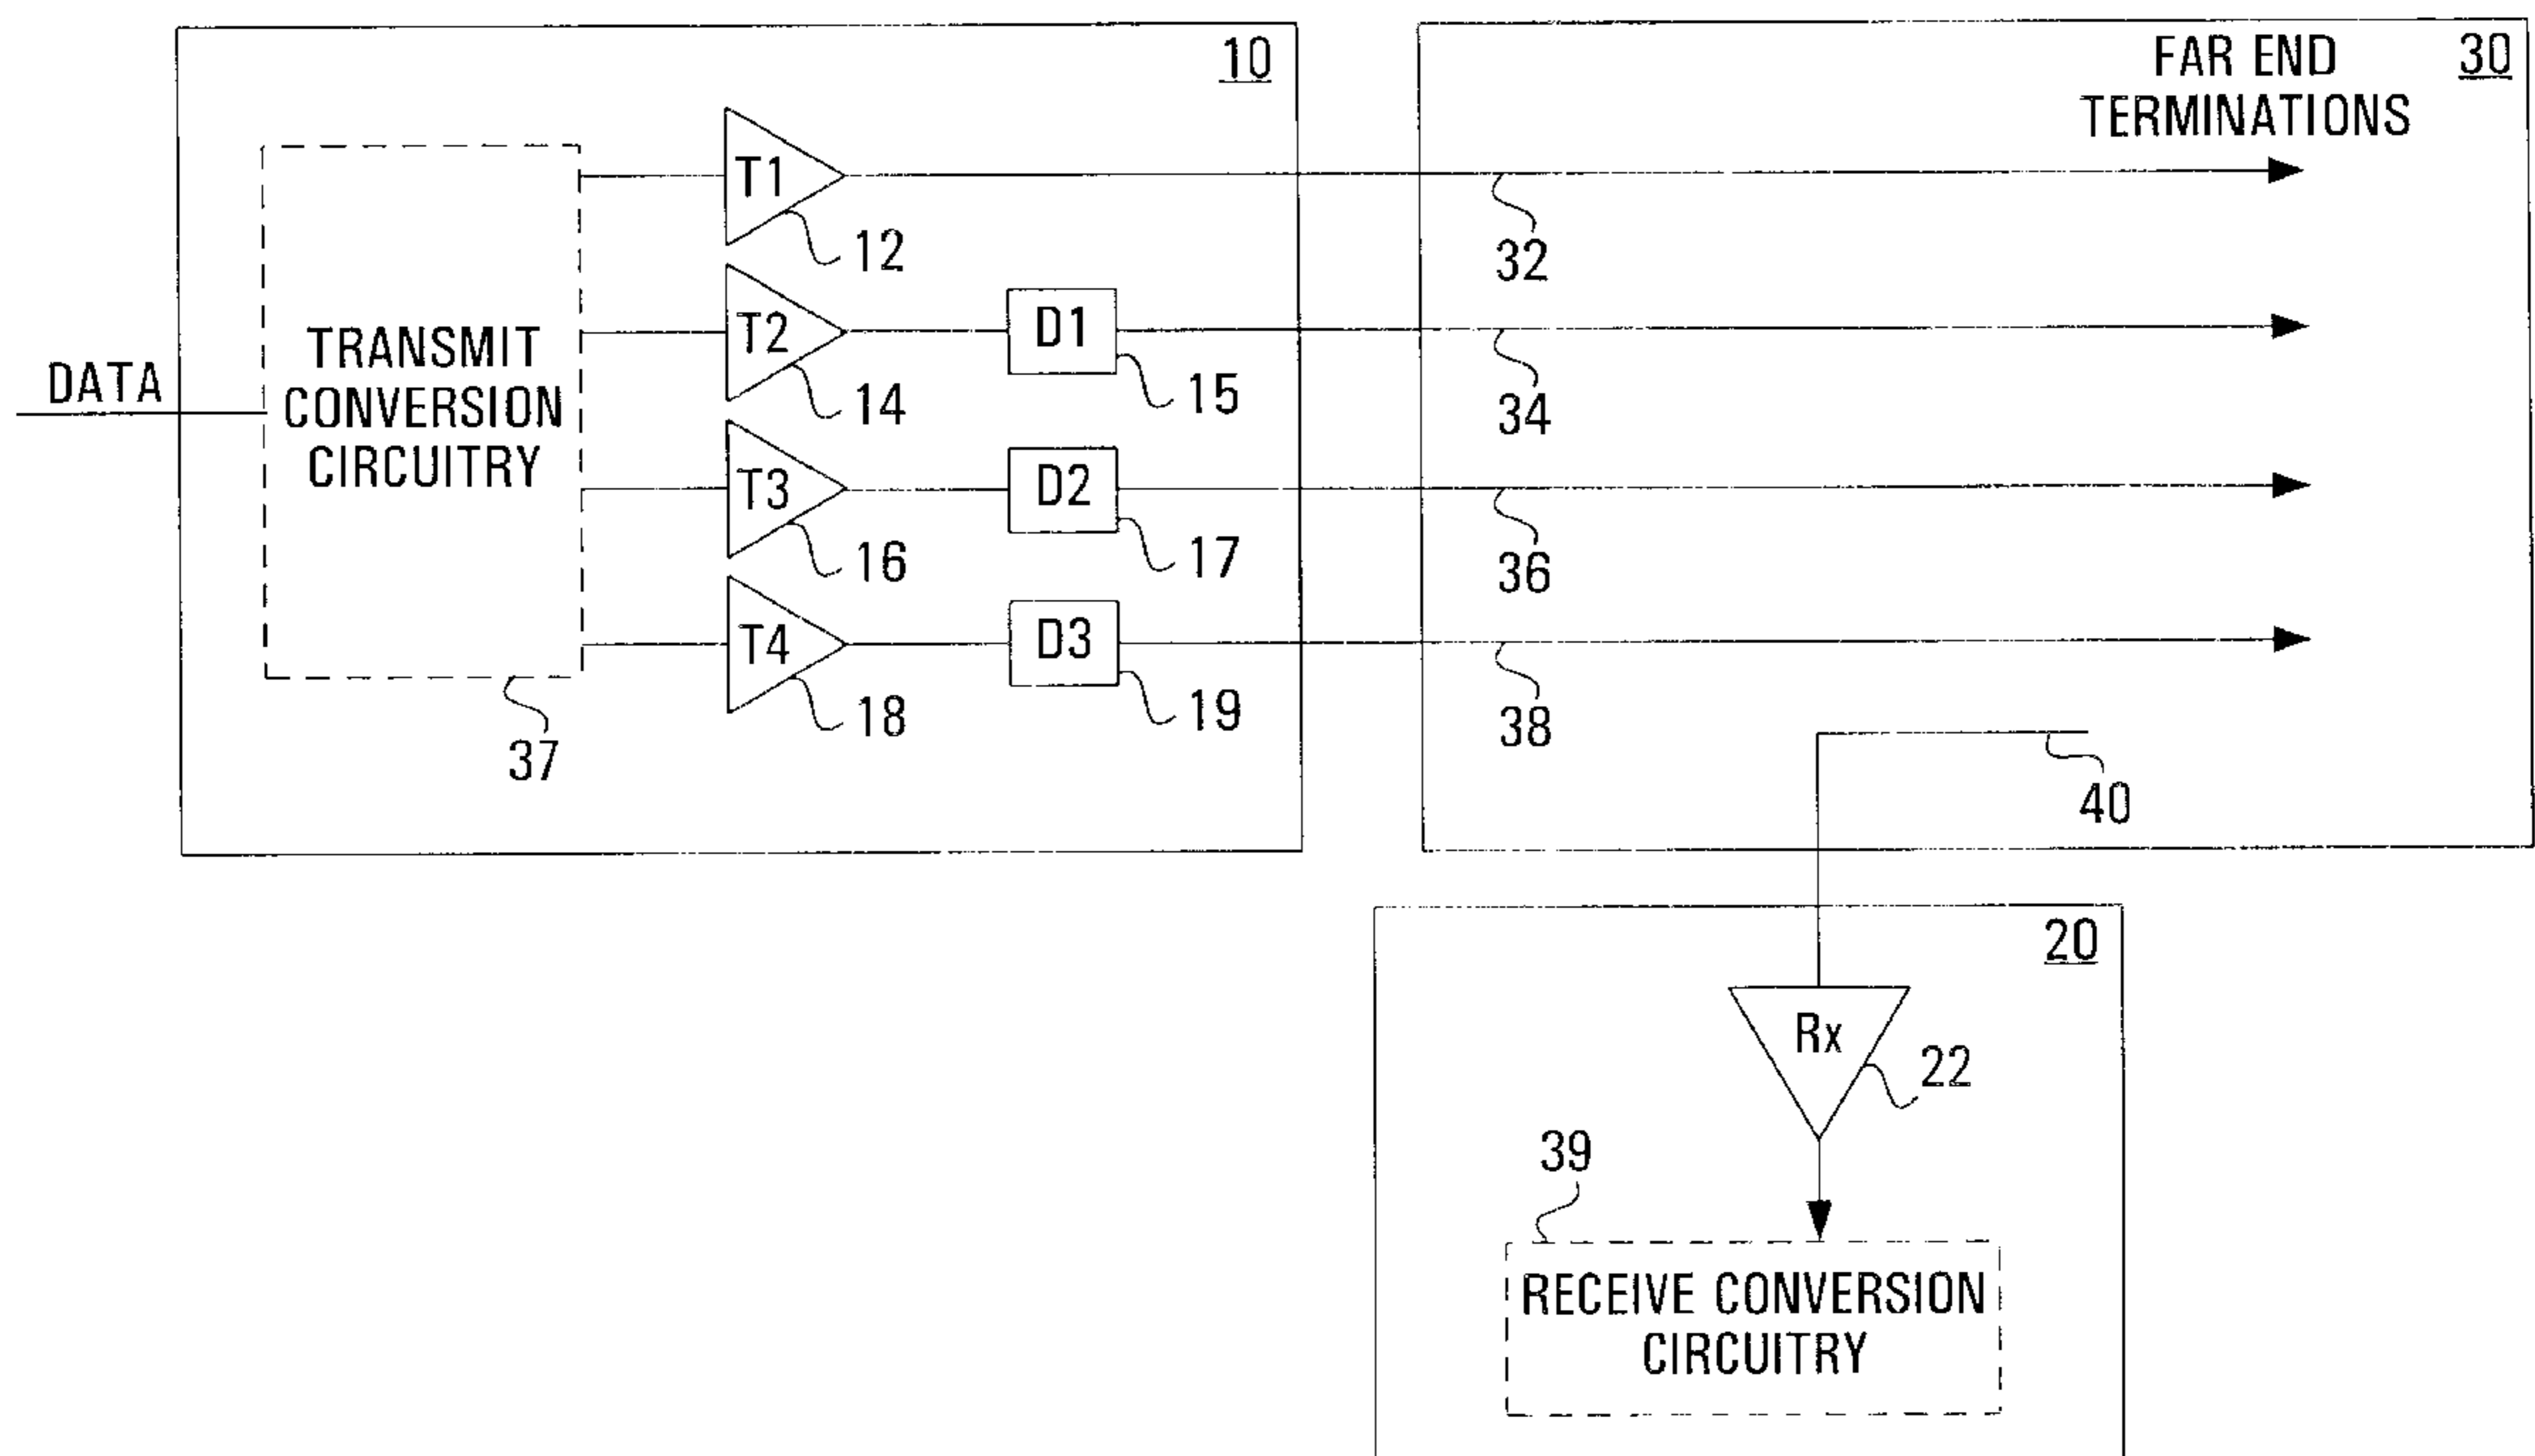 10
FAR END
TERMINATIONS
30
T1
12
32
DATA
TRANSMIT
CONVERSION
CIRCUITRY
37
T2
14
D1
15
34
T3
16
D2
17
36
T4
18
D3
19
38
40
20
Rx
22
39
RECEIVE CONVERSION
CIRCUITRY